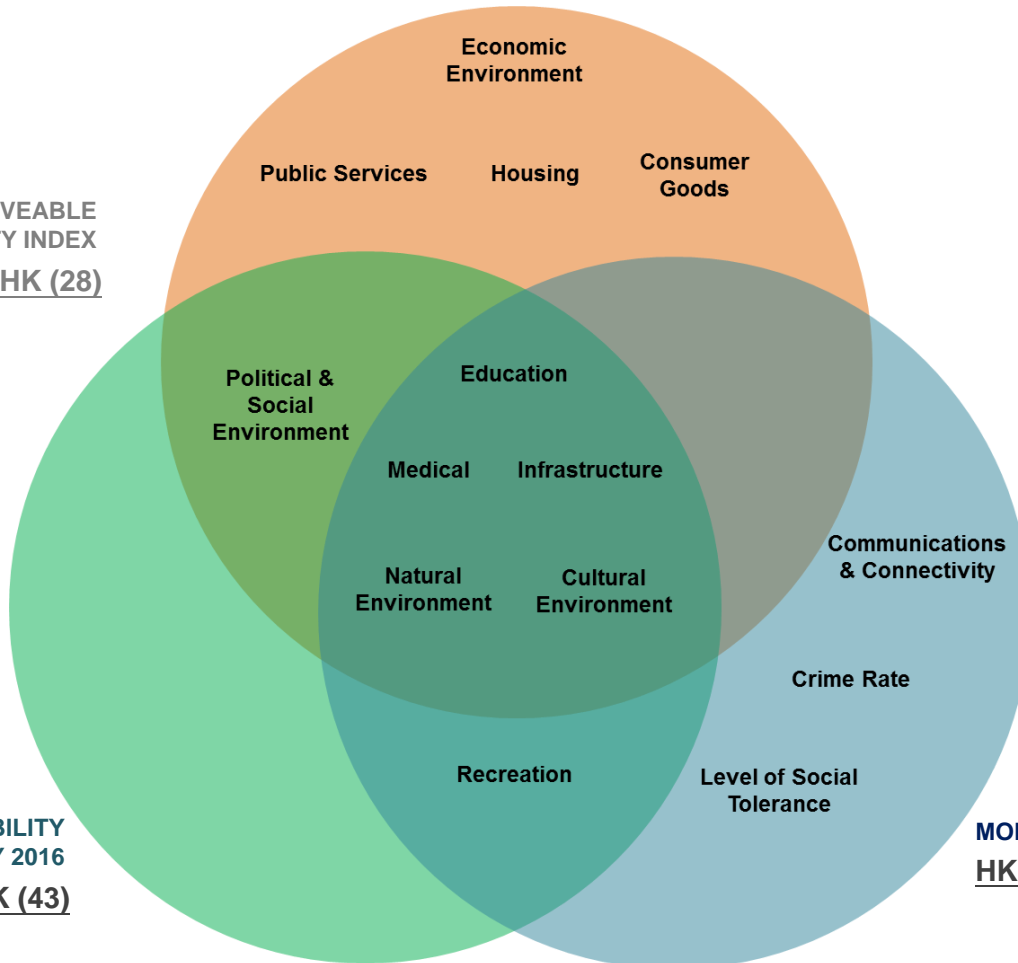 Economic
Environment
Public Services
Housing
Consumer
Goods
VEABLE
Y INDEX
HK (28)
Political &
Social
Environment
Education
Medical
Infrastructure
Natural
Environment
Cultural
Environment
Communications
& Connectivity
Crime Rate
Recreation
Level of Social
Tolerance
BILITY
Y 2016
K (43)
MO
HK